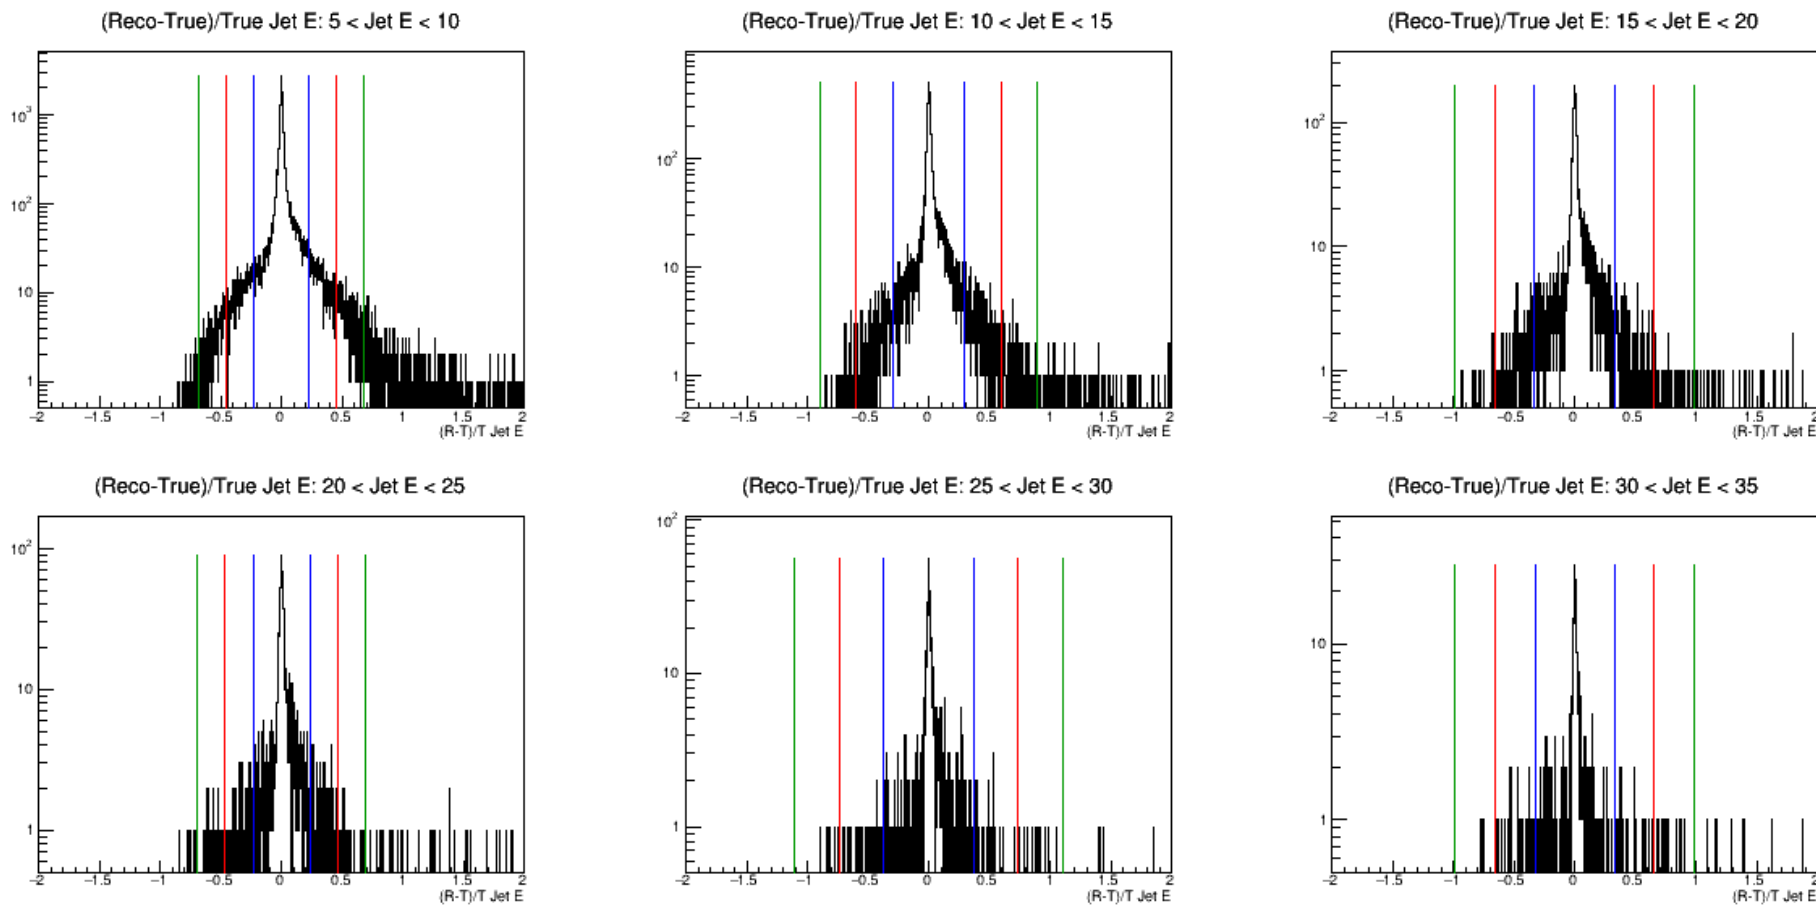 (Reco-True)/True Jet E: 5 < Jet E < 10
(Reco-True)/True Jet E: 10 < Jet E < 15
(Reco-True)/True Jet E: 15 < Jet E < 20
10³
10²
10
1
−2 −1.5 −1 −0.5 0 0.5 1 1.5 2
(R-T)/T Jet E
10²
10
1
−2 −1.5 −1 −0.5 0 0.5 1 1.5 2
(R-T)/T Jet E
10²
10
1
−2 −1.5 −1 −0.5 0 0.5 1 1.5 2
(R-T)/T Jet E
(Reco-True)/True Jet E: 20 < Jet E < 25
(Reco-True)/True Jet E: 25 < Jet E < 30
(Reco-True)/True Jet E: 30 < Jet E < 35
10²
10
1
−2 −1.5 −1 −0.5 0 0.5 1 1.5 2
(R-T)/T Jet E
10²
10
1
−2 −1.5 −1 −0.5 0 0.5 1 1.5 2
(R-T)/T Jet E
10
1
−2 −1.5 −1 −0.5 0 0.5 1 1.5 2
(R-T)/T Jet E